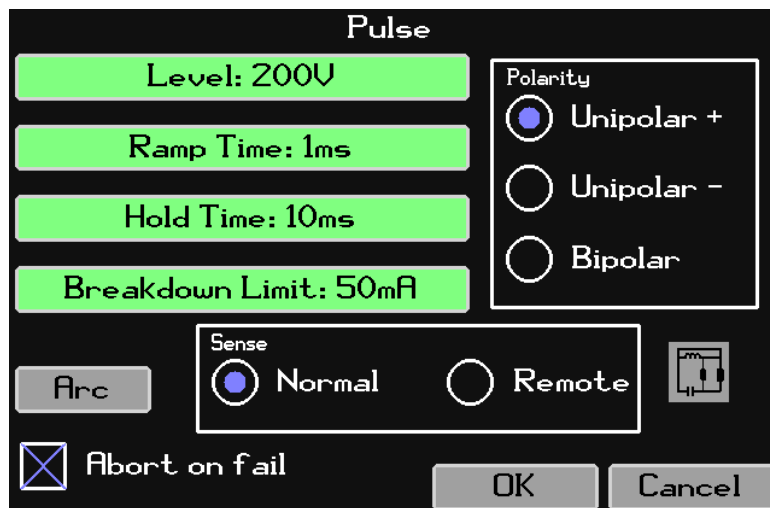 Pulse
Level: 200V
Ramp Time: 1ms
Hold Time: 10ms
Breakdown Limit: 50mA
Polarity
Unipolar +
Unipolar -
Bipolar
Sense
Normal
Remote
Arc
Abort on fail
OK
Cancel